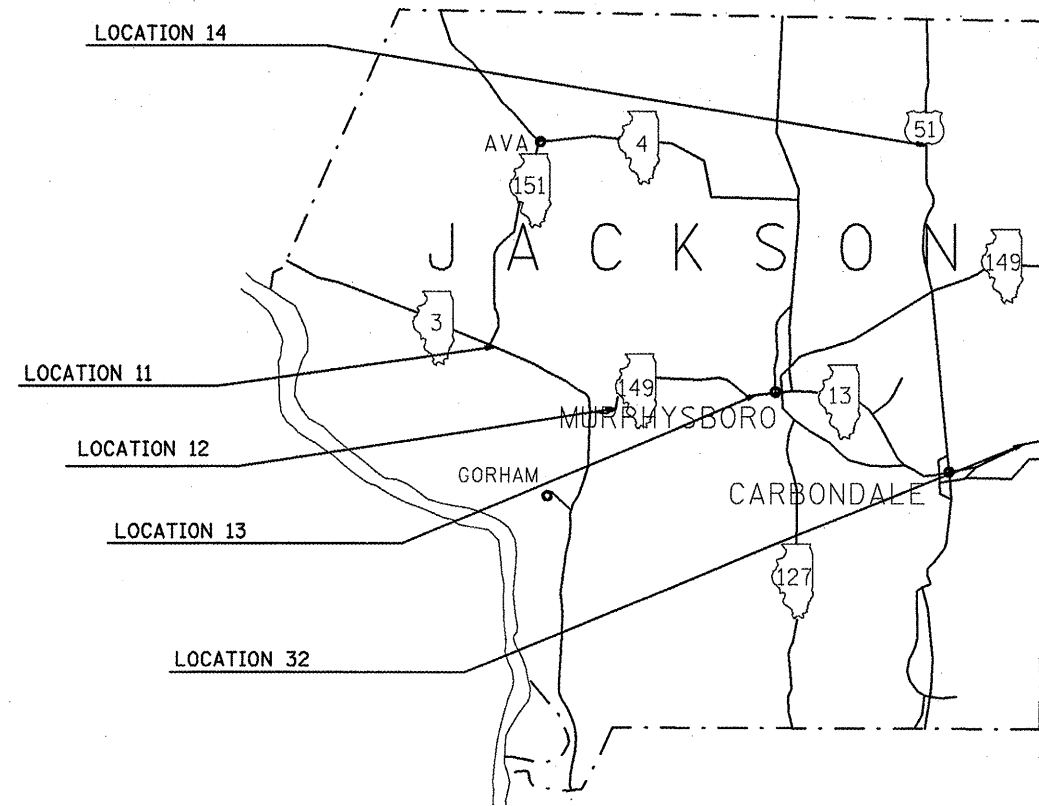 LOCATION 14
51
AVA
4
151
JACKSON
149
3
LOCATION 11
149
13
MURPHYSBORO
LOCATION 12
GORHAM
CARBONDALE
LOCATION 13
127
LOCATION 32